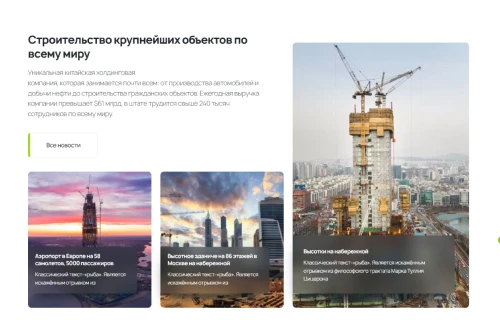 Строительство крупнейших объектов по
всему миру
Уникальная китайская холдинговая
компания, которая занимается почти всем: от производства автомобилей и
добычи нефти до строительства гражданских объектов. Ежегодная выручка
компании превышает $61 млрд, в штате трудится свыше 240 тысяч
сотрудников по всему миру
Все новости
Аэропорт в Европе на 58
самолетов, 5000 пассажиров
Классический текст-«рыба». Является
искажённым отрывком из
Высотное здание на 86 этажей в
Москве на набережной
Классический текст-«рыба». Является
искажённым отрывком из
Высотки на набережной
Классический текст-«рыба». Является искажённым
отрывком из философского трактата Марка Туллия
Цицерона